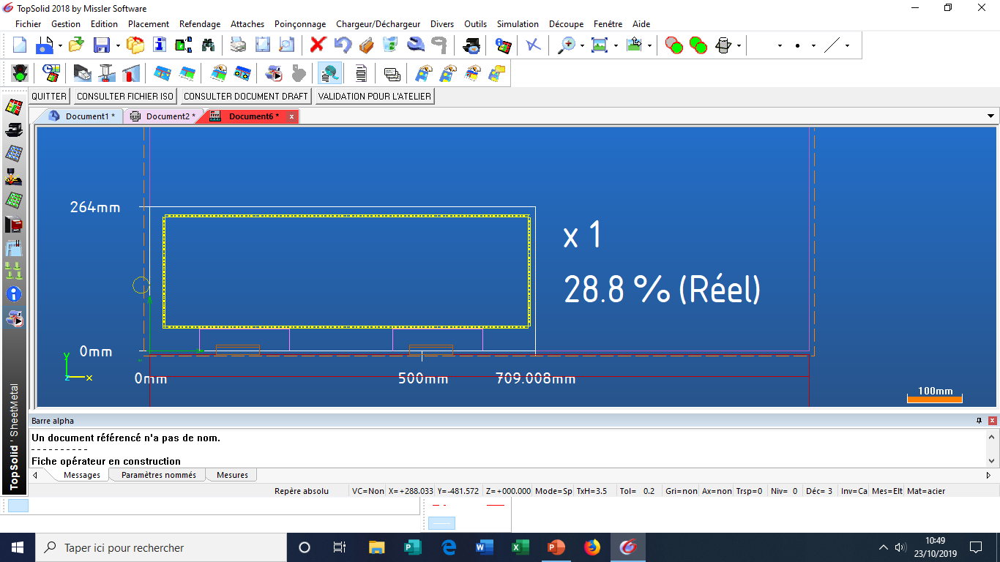 TopSolid 2018 by Missler Software
Fichier Gestion Edition Placement Refendage Attaches Poinçonnage Chargeur/Déchargeur Divers Outils Simulation Découpe Fenêtre Aide
QUITTER CONSULTER FICHIER ISO CONSULTER DOCUMENT DRAFT VALIDATION POUR L'ATELIER
Document1 * Document2 * Document6 * x
264mm
x 1
28.8 % (Réel)
0mm
Y
Z X
0mm 500mm 709.008mm
100mm
TopSolid ' SheetMetal
Barre alpha
Un document référencé n'a pas de nom.
- - - - - - - - - -
Fiche opérateur en construction
Messages Paramètres nommés Mesures
Repère absolu VC=Non X=+288.033 Y=-481.572 Z=+000.000 Mode=Sp TxH=3.5 Tol= 0.2 Gri=non Ax=non Trsp=0 Niv= 0 Déc= 3 Inv=Ca Mes=Elt Mat=acier
Taper ici pour rechercher
10:49
23/10/2019